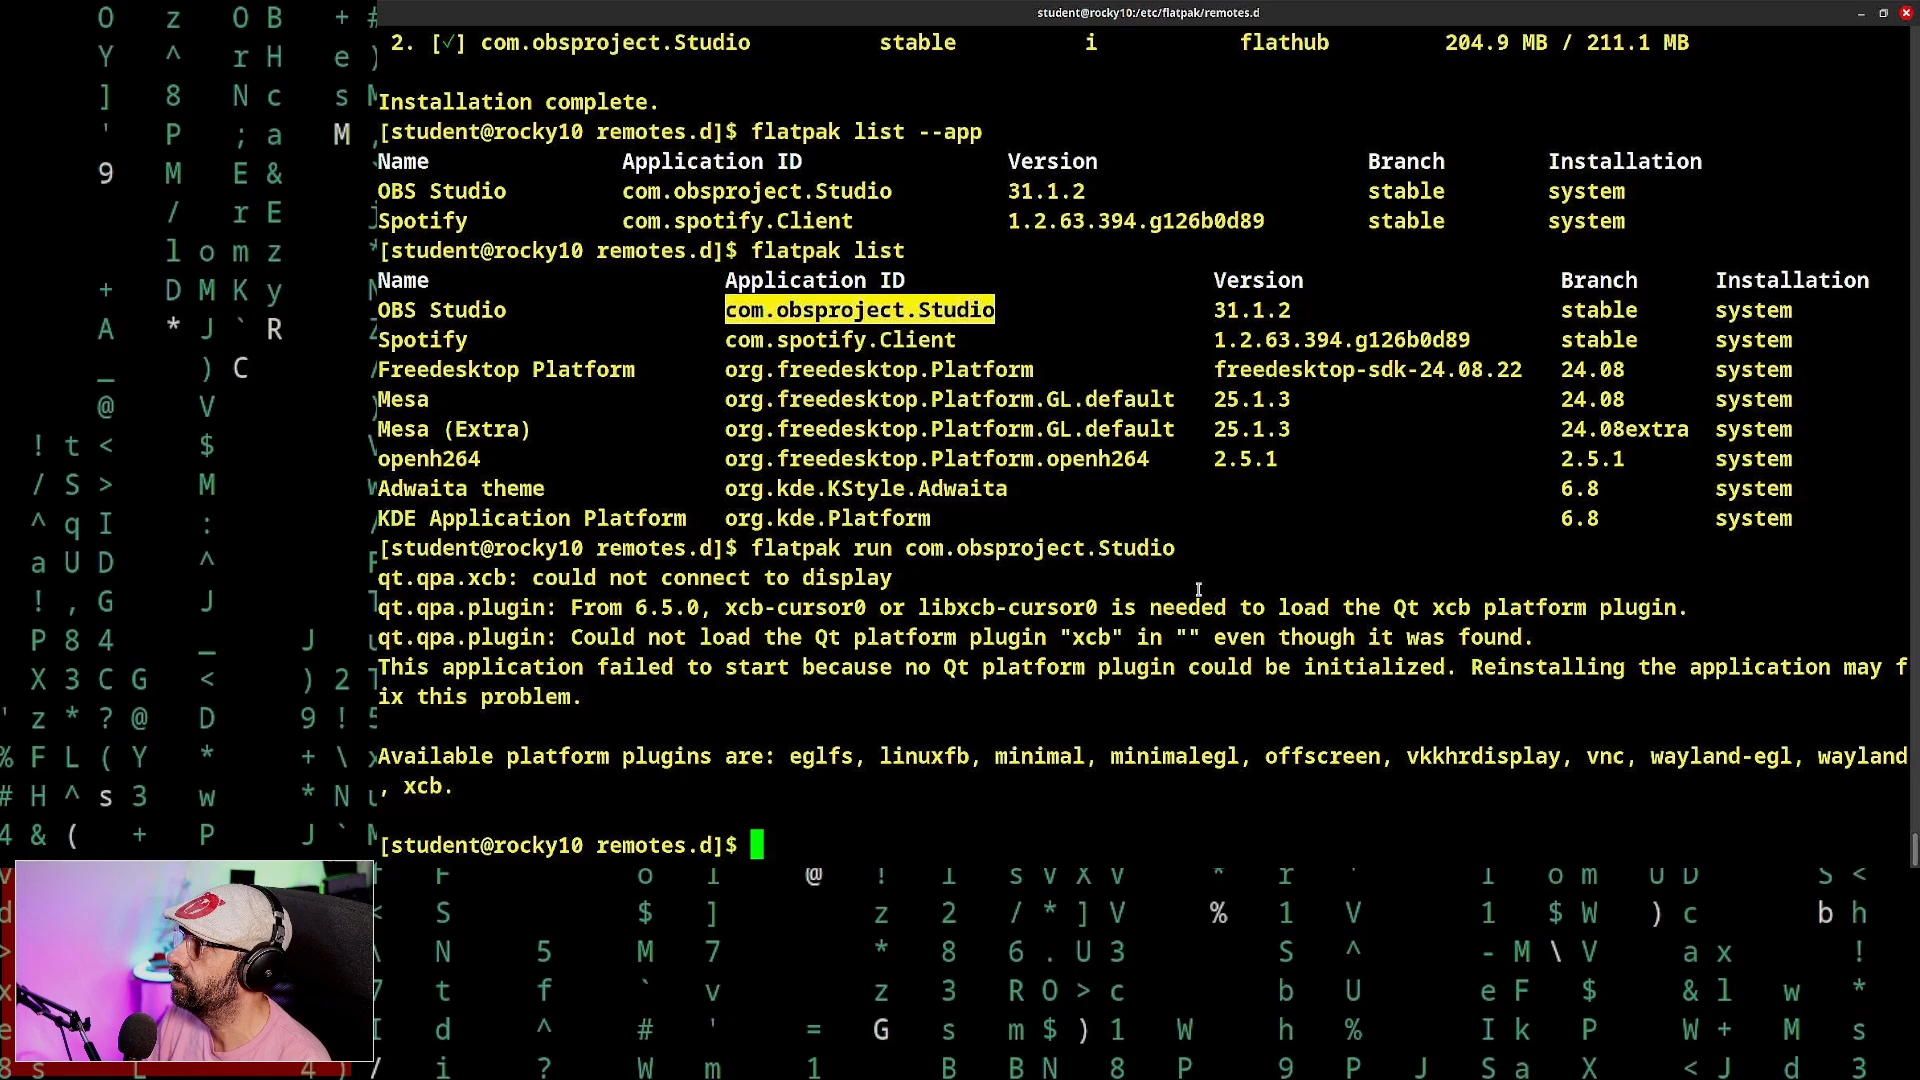 student@rocky10:/etc/flatpak/remotes.d
2. [✓] com.obsproject.Studio stable i flathub 204.9 MB / 211.1 MB
Installation complete.
[student@rocky10 remotes.d]$ flatpak list --app
Name Application ID Version Branch Installation
OBS Studio com.obsproject.Studio 31.1.2 stable system
Spotify com.spotify.Client 1.2.63.394.g126b0d89 stable system
[student@rocky10 remotes.d]$ flatpak list
Name Application ID Version Branch Installation
OBS Studio com.obsproject.Studio 31.1.2 stable system
Spotify com.spotify.Client 1.2.63.394.g126b0d89 stable system
Freedesktop Platform org.freedesktop.Platform freedesktop-sdk-24.08.22 24.08 system
Mesa org.freedesktop.Platform.GL.default 25.1.3 24.08 system
Mesa (Extra) org.freedesktop.Platform.GL.default 25.1.3 24.08extra system
openh264 org.freedesktop.Platform.openh264 2.5.1 2.5.1 system
Adwaita theme org.kde.KStyle.Adwaita 6.8 system
KDE Application Platform org.kde.Platform 6.8 system
[student@rocky10 remotes.d]$ flatpak run com.obsproject.Studio
qt.qpa.xcb: could not connect to display
qt.qpa.plugin: From 6.5.0, xcb-cursor0 or libxcb-cursor0 is needed to load the Qt xcb platform plugin.
qt.qpa.plugin: Could not load the Qt platform plugin "xcb" in "" even though it was found.
This application failed to start because no Qt platform plugin could be initialized. Reinstalling the application may f
ix this problem.
Available platform plugins are: eglfs, linuxfb, minimal, minimalegl, offscreen, vkkhrdisplay, vnc, wayland-egl, wayland
, xcb.
[student@rocky10 remotes.d]$